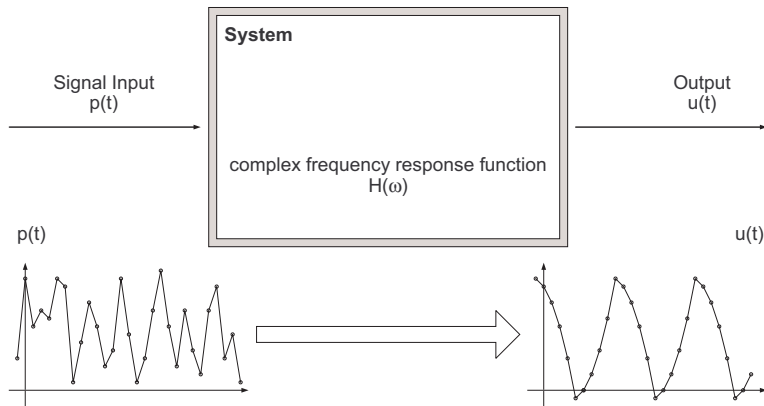 System
Signal Input
p(t)
Output
u(t)
complex frequency response function
H(ω)
p(t)
u(t)